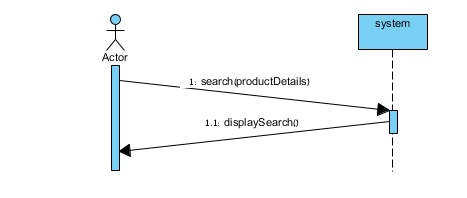 system
Actor
1: search(productDetails)
1.1: displaySearch()